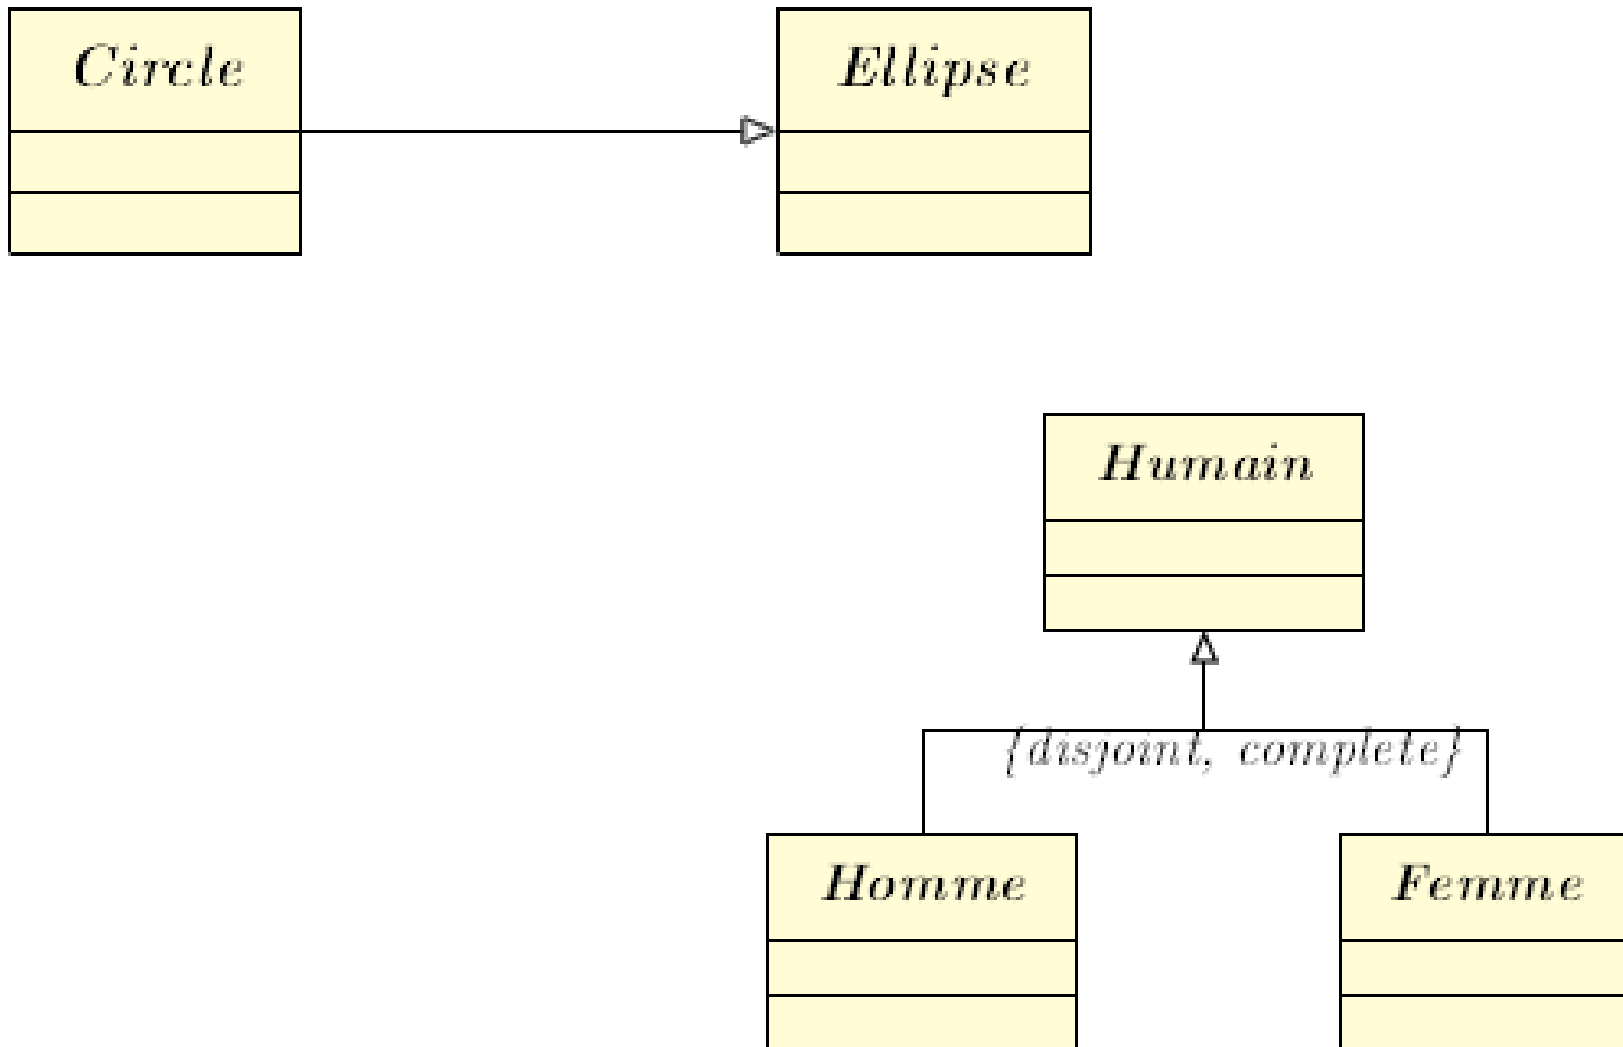 Circle
Ellipse
Humain
{disjoint, complete}
Homme
Femme